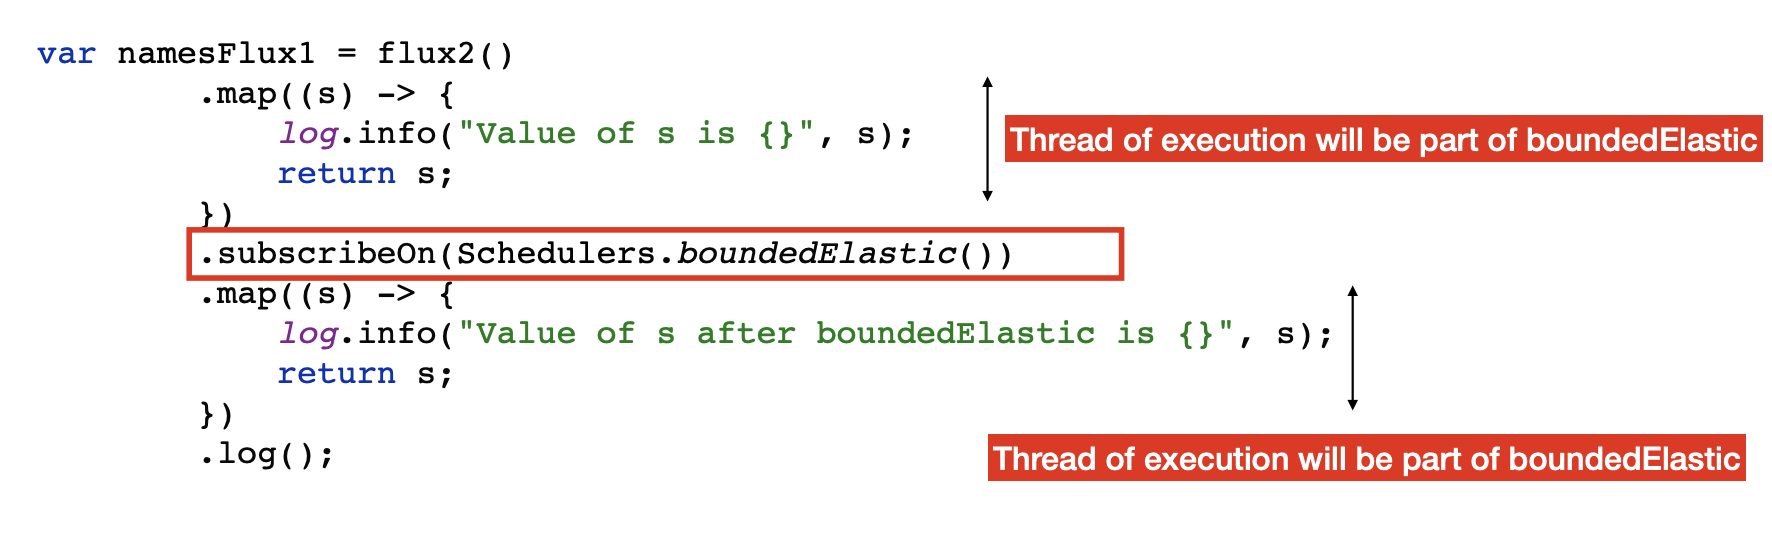 var namesFlux1 = flux2()
.map((s) -> {
log.info("Value of s is {}", s);
Thread of execution will be part of boundedElastic
return s;
})
.subscribeOn(Schedulers.boundedElastic())
.map((s) -> {
log.info("Value of s after boundedElastic is {}", s);
return s;
})
.log();
Thread of execution will be part of boundedElastic